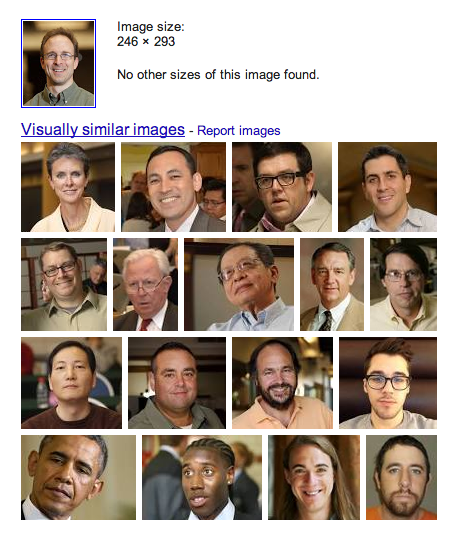 Image size:
246 × 293
No other sizes of this image found.
Visually similar images - Report images